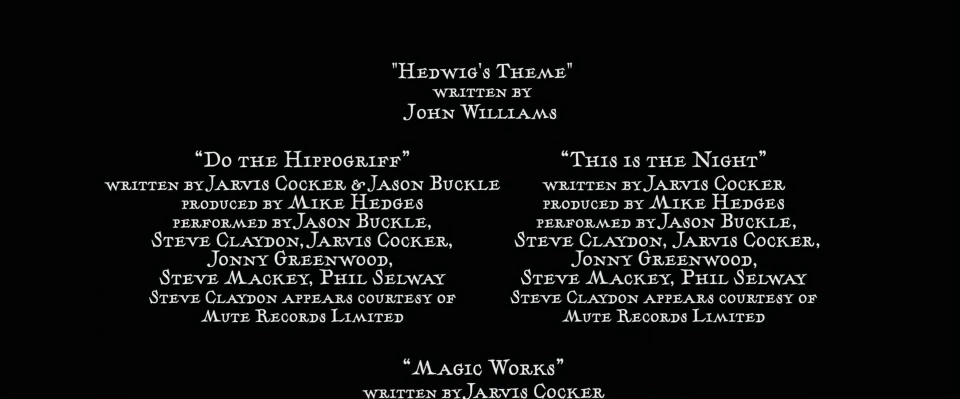 "Hedwig's Theme"
written by
John Williams
“Do the Hippogriff”
written by Jarvis Cocker & Jason Buckle
produced by Mike Hedges
performed by Jason Buckle,
Steve Claydon, Jarvis Cocker,
Jonny Greenwood,
Steve Mackey, Phil Selway
Steve Claydon appears courtesy of
Mute Records Limited
“This is the Night”
written by Jarvis Cocker
produced by Mike Hedges
performed by Jason Buckle,
Steve Claydon, Jarvis Cocker,
Jonny Greenwood,
Steve Mackey, Phil Selway
Steve Claydon appears courtesy of
Mute Records Limited
“Magic Works”
written by Jarvis Cocker